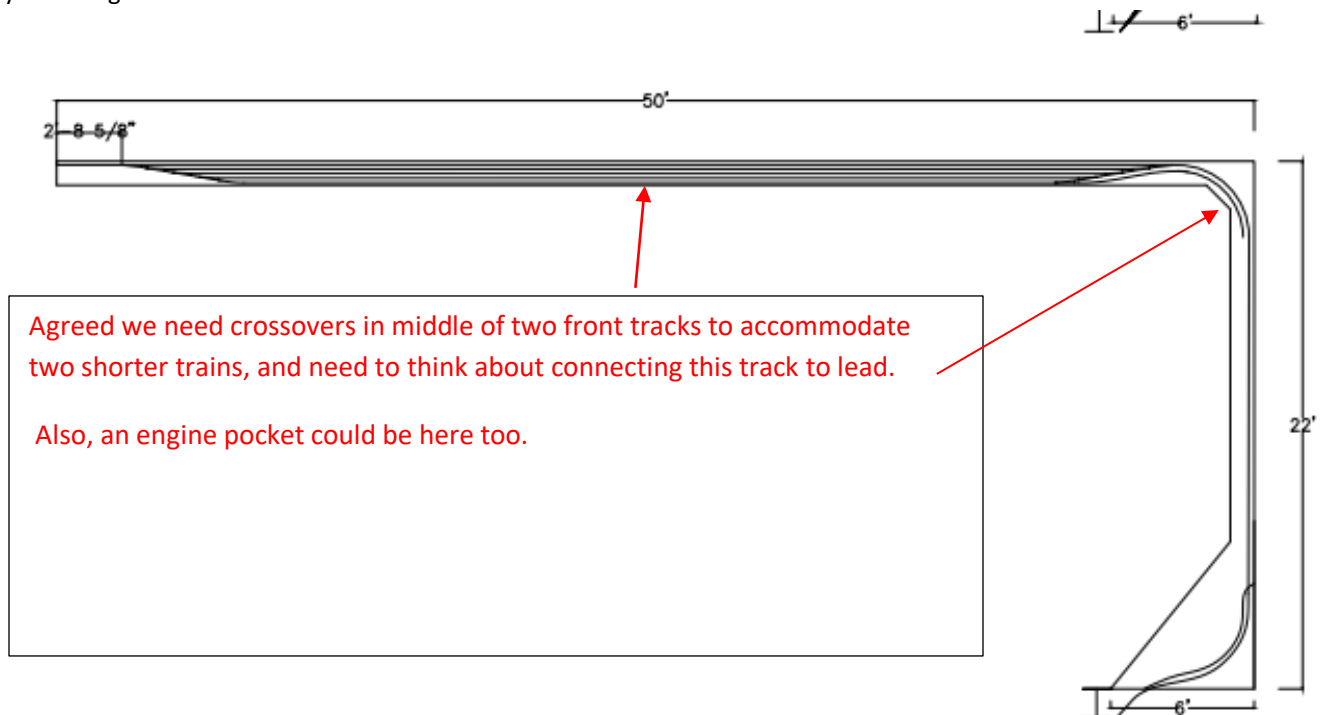 6'
50'
2'-8 5/8"
Agreed we need crossovers in middle of two front tracks to accommodate
two shorter trains, and need to think about connecting this track to lead.
Also, an engine pocket could be here too.
22'
6'